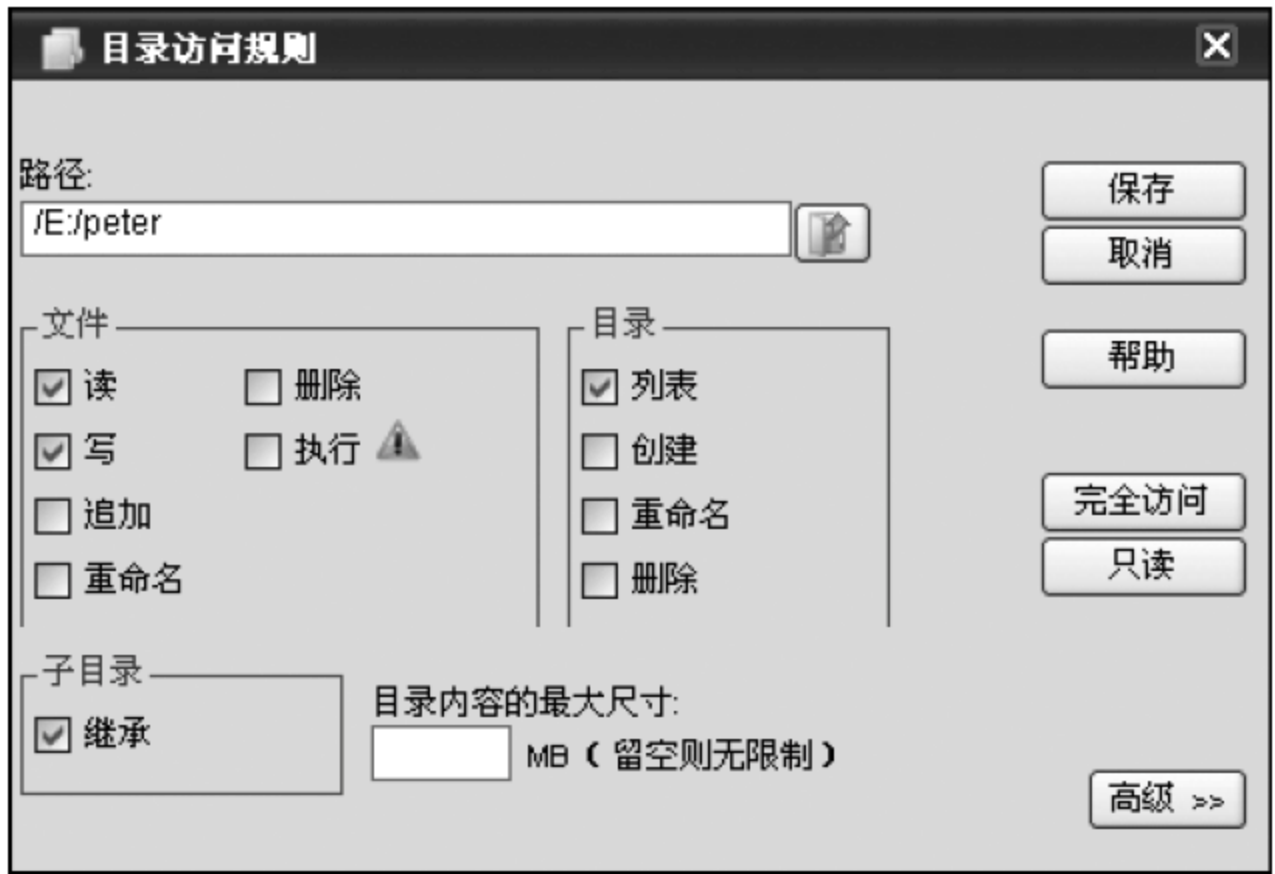 目录访问规则
路径:
/E:/peter
保存
取消
帮助
完全访问
只读
文件
读
删除
写
执行
追加
重命名
目录
列表
创建
重命名
删除
子目录
继承
目录内容的最大尺寸:
MB（留空则无限制）
高级 >>